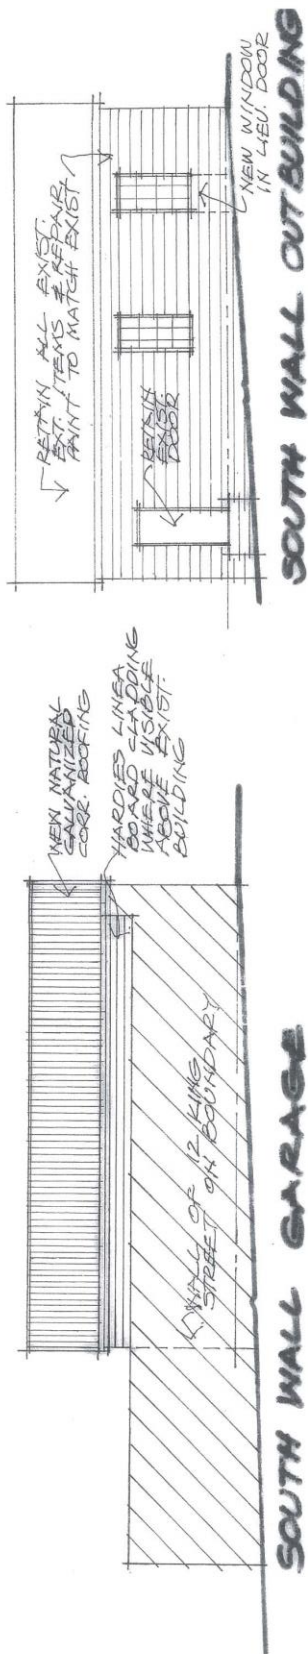 NEW NATURAL
GALVANIZED
CORR. ROOFING
HARDIES LINEA
BOARD CLADDING
WHERE VISIBLE
ABOVE EXIST.
BUILDING
WALL OF 12 KING
STREET ON BOUNDARY
SOUTH WALL GARAGE
RETAIN ALL EXIST.
EXT. ITEMS & REPAIR
PAINT TO MATCH EXIST
RETAIN
EXIST.
DOOR
NEW WINDOW
IN LIEU. DOOR
SOUTH WALL OUTBUILDING